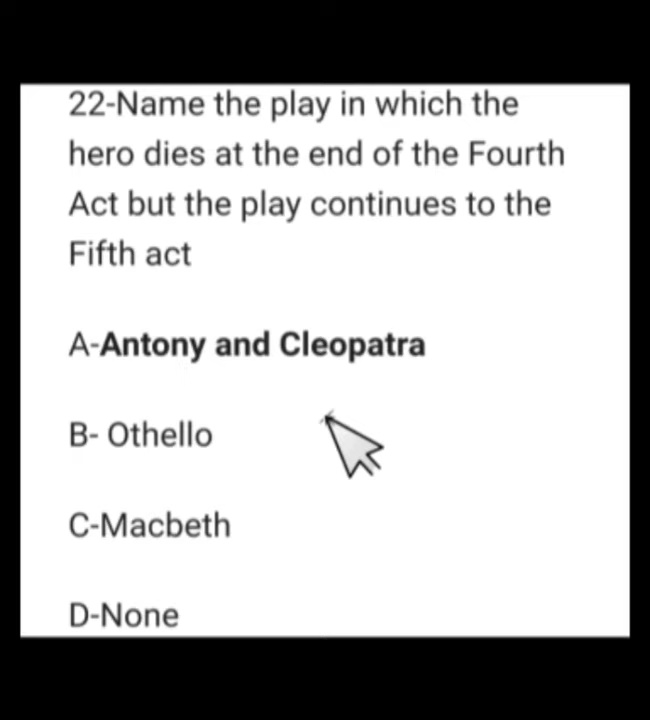 22-Name the play in which the
hero dies at the end of the Fourth
Act but the play continues to the
Fifth act
A-Antony and Cleopatra
B- Othello
C-Macbeth
D-None